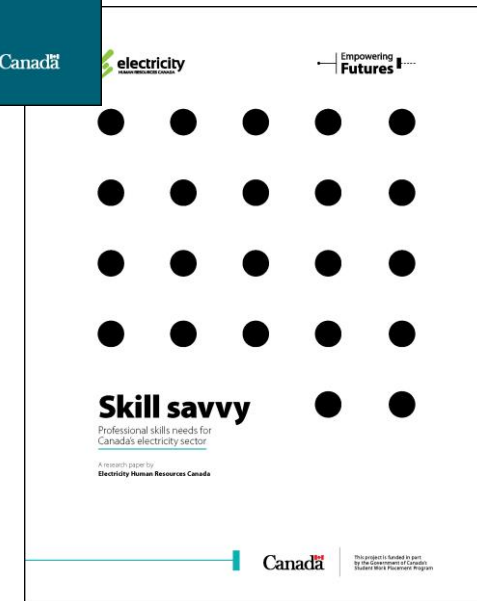 Canada
electricity
HUMAN RESOURCES CANADA
Empowering
Futures
Skill savvy
Professional skills needs for
Canada's electricity sector
A research paper by
Electricity Human Resources Canada
Canada
This project is funded in part
by the Government of Canada's
Student Work Placement Program